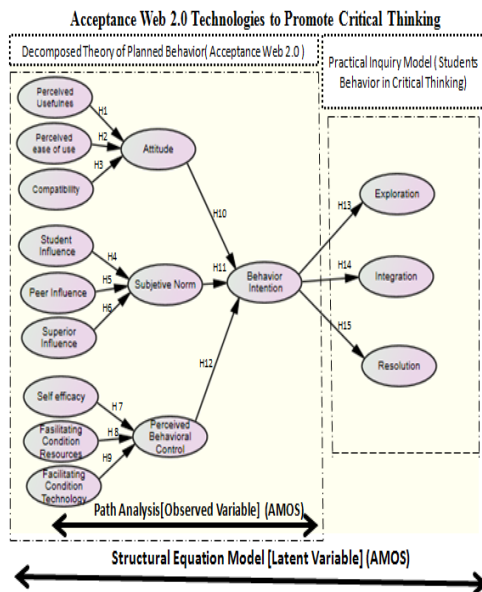 Acceptance Web 2.0 Technologies to Promote Critical Thinking
Decomposed Theory of Planned Behavior( Acceptance Web 2.0 )
Practical Inquiry Model ( Students
Behavior in Critical Thinking)
Perceived
Usefulnes
H1
Perceived
ease of use
H2
Attitude
H3
Compatibility
H10
H13
Exploration
Student
Influence
H4
H11
H14
Peer Influence
H5
Subjetive Norm
Behavior
Intention
Integration
Superior
Influence
H6
H15
H12
Resolution
Self efficacy
H 7
Fasilitating
Condition
Resources
H 8
Perceived
Behavioral
Control
H9
Facilitating
Condition
Technology
Path Analysis[Observed Variable] (AMOS)
Structural Equation Model [Latent Variable] (AMOS)